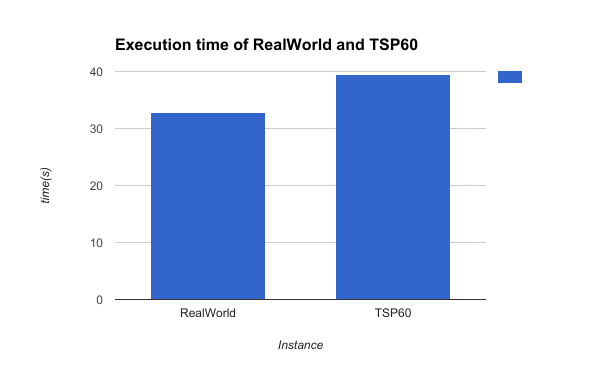 Execution time of RealWorld and TSP60
40
30
20
10
0
time(s)
RealWorld
TSP60
Instance